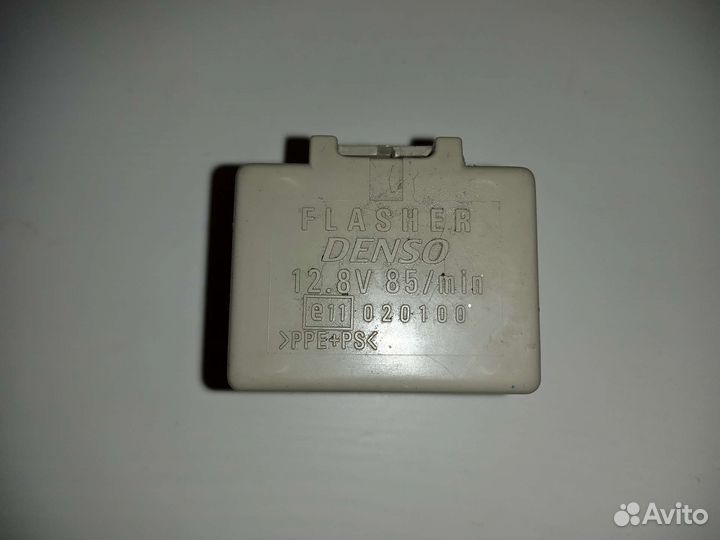 FLASHER
DENSO
12.8V 85/min
e11 020100
>PPE+PS<
Avito